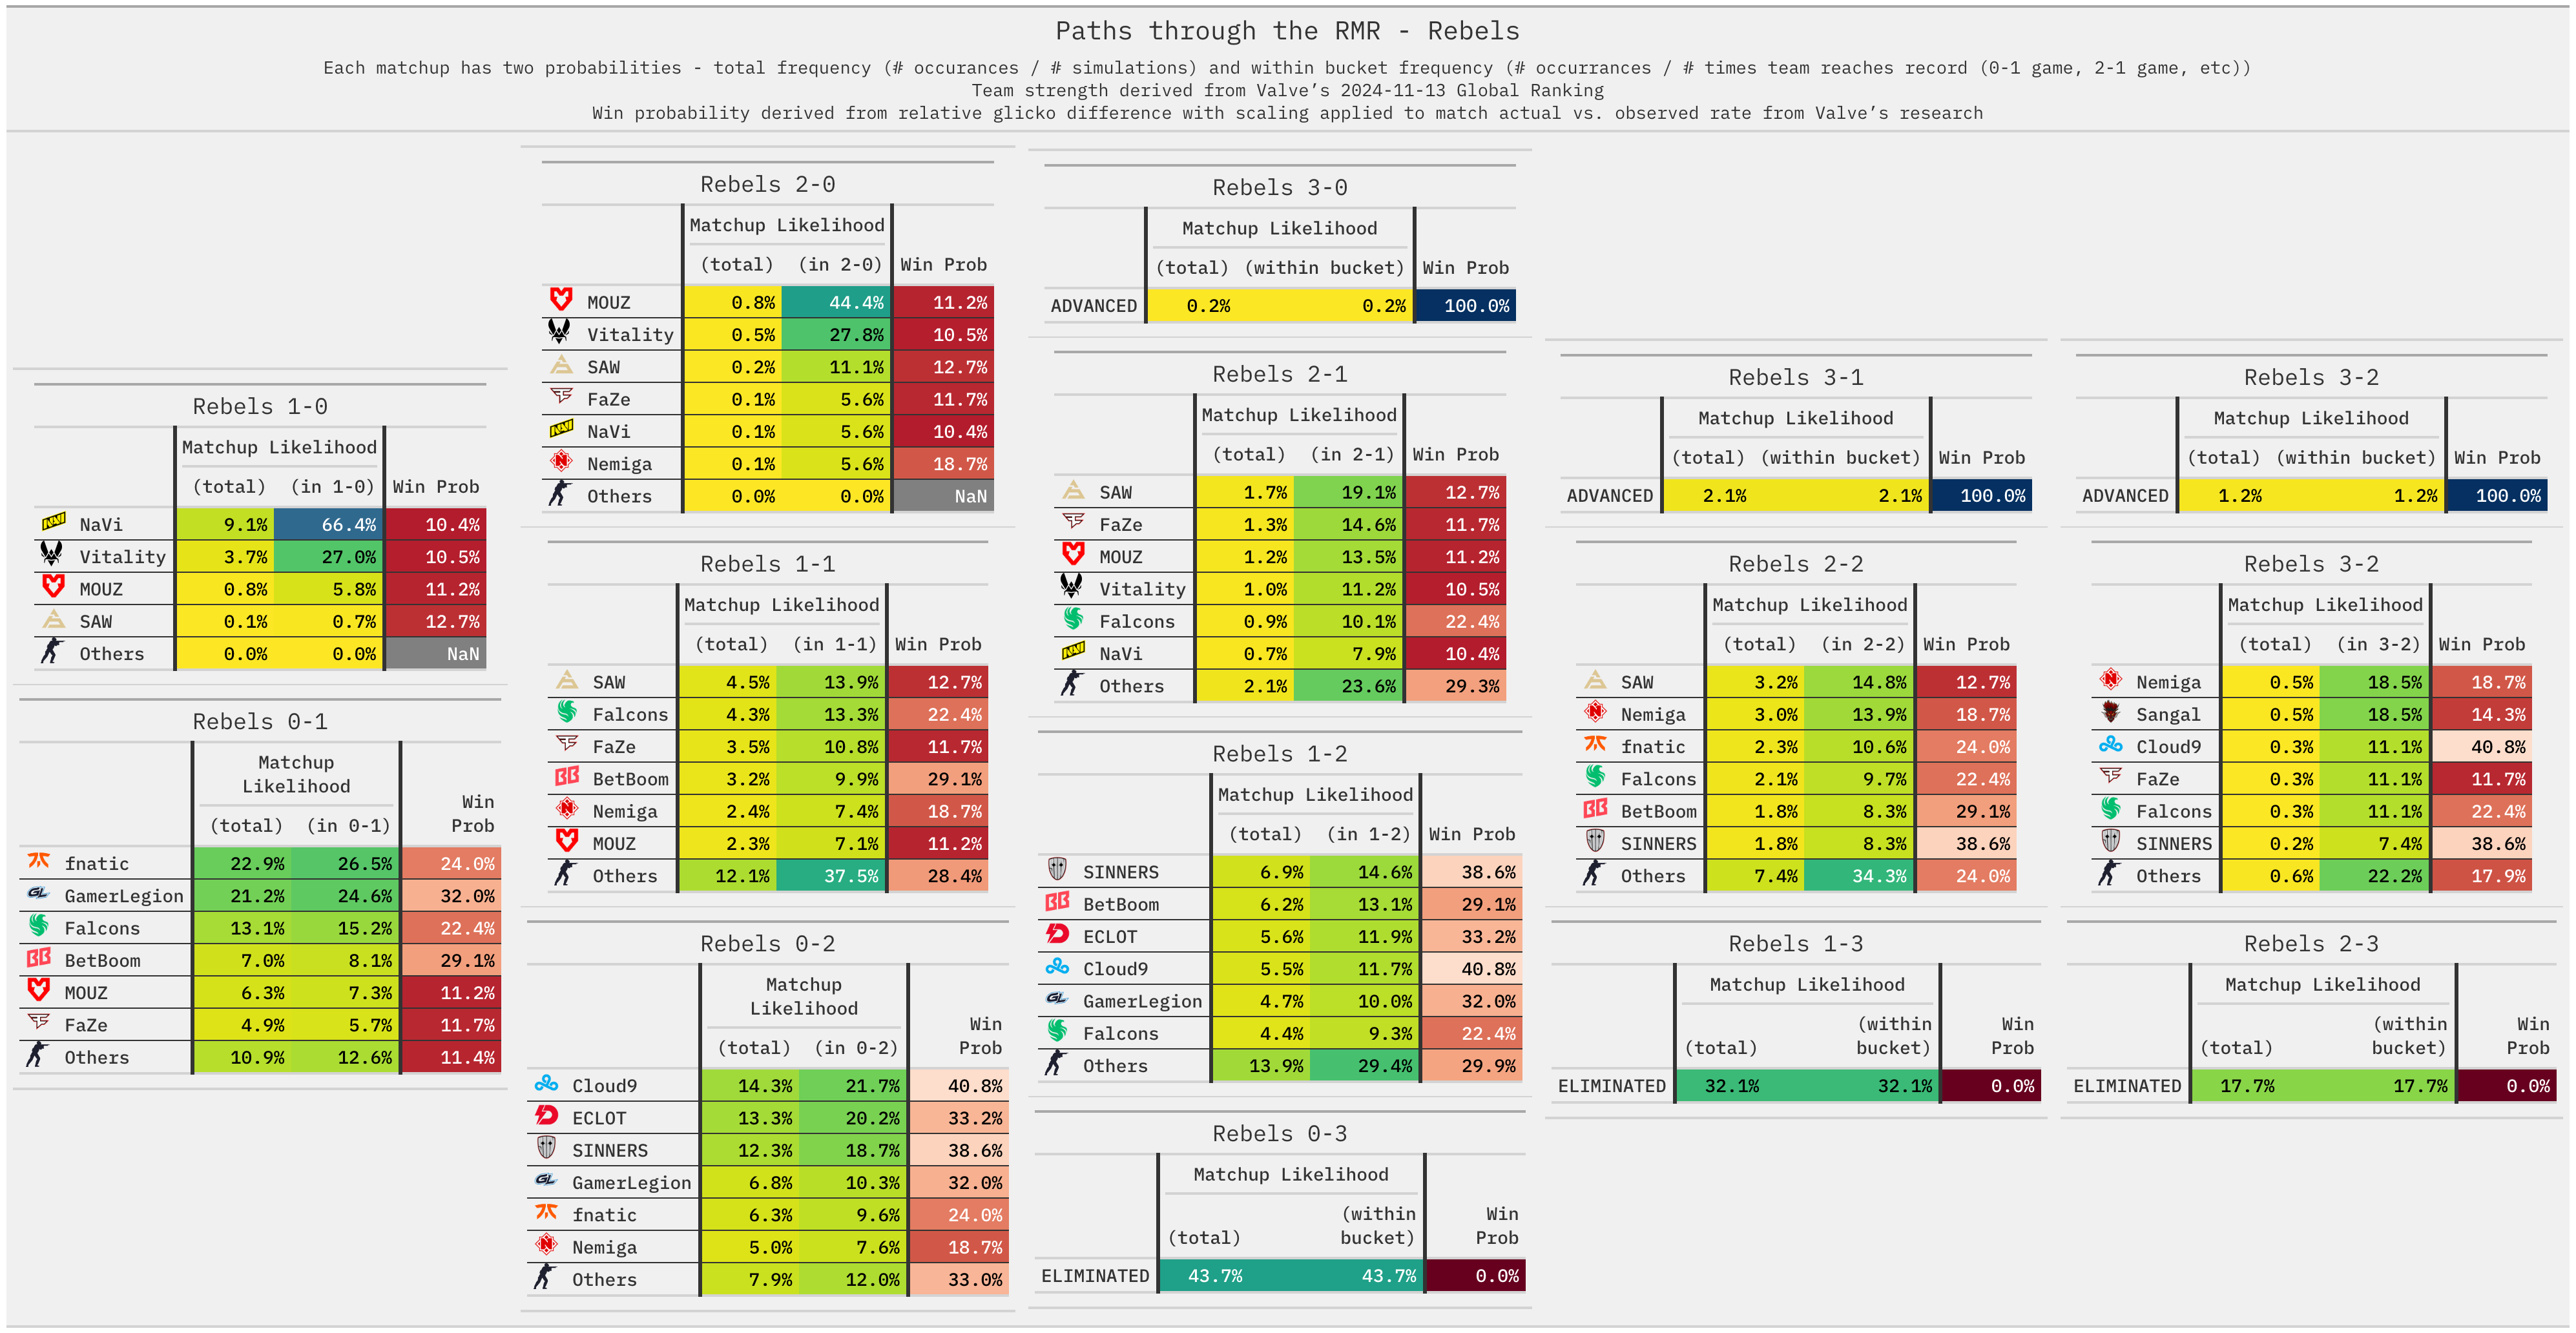 Paths through the RMR - Rebels
Each matchup has two probabilities - total frequency (# occurances / # simulations) and within bucket frequency (# occurrances / # times team reaches record (0-1 game, 2-1 game, etc))
Team strength derived from Valve's 2024-11-13 Global Ranking
Win probability derived from relative glicko difference with scaling applied to match actual vs. observed rate from Valve's research
Rebels 1-0
Matchup Likelihood
(total) (in 1-0) Win Prob
NaVi 9.1% 66.4% 10.4%
Vitality 3.7% 27.0% 10.5%
MOUZ 0.8% 5.8% 11.2%
SAW 0.1% 0.7% 12.7%
Others 0.0% 0.0% NaN
Rebels 0-1
Matchup
Likelihood
Win
(total) (in 0-1) Prob
fnatic 22.9% 26.5% 24.0%
GamerLegion 21.2% 24.6% 32.0%
Falcons 13.1% 15.2% 22.4%
BetBoom 7.0% 8.1% 29.1%
MOUZ 6.3% 7.3% 11.2%
FaZe 4.9% 5.7% 11.7%
Others 10.9% 12.6% 11.4%
Rebels 2-0
Matchup Likelihood
(total) (in 2-0) Win Prob
MOUZ 0.8% 44.4% 11.2%
Vitality 0.5% 27.8% 10.5%
SAW 0.2% 11.1% 12.7%
FaZe 0.1% 5.6% 11.7%
NaVi 0.1% 5.6% 10.4%
Nemiga 0.1% 5.6% 18.7%
Others 0.0% 0.0% NaN
Rebels 1-1
Matchup Likelihood
(total) (in 1-1) Win Prob
SAW 4.5% 13.9% 12.7%
Falcons 4.3% 13.3% 22.4%
FaZe 3.5% 10.8% 11.7%
BetBoom 3.2% 9.9% 29.1%
Nemiga 2.4% 7.4% 18.7%
MOUZ 2.3% 7.1% 11.2%
Others 12.1% 37.5% 28.4%
Rebels 0-2
Matchup
Likelihood
Win
(total) (in 0-2) Prob
Cloud9 14.3% 21.7% 40.8%
ECLOT 13.3% 20.2% 33.2%
SINNERS 12.3% 18.7% 38.6%
GamerLegion 6.8% 10.3% 32.0%
fnatic 6.3% 9.6% 24.0%
Nemiga 5.0% 7.6% 18.7%
Others 7.9% 12.0% 33.0%
Rebels 3-0
Matchup Likelihood
(total) (within bucket) Win Prob
ADVANCED 0.2% 0.2% 100.0%
Rebels 2-1
Matchup Likelihood
(total) (in 2-1) Win Prob
SAW 1.7% 19.1% 12.7%
FaZe 1.3% 14.6% 11.7%
MOUZ 1.2% 13.5% 11.2%
Vitality 1.0% 11.2% 10.5%
Falcons 0.9% 10.1% 22.4%
NaVi 0.7% 7.9% 10.4%
Others 2.1% 23.6% 29.3%
Rebels 1-2
Matchup Likelihood
(total) (in 1-2) Win Prob
SINNERS 6.9% 14.6% 38.6%
BetBoom 6.2% 13.1% 29.1%
ECLOT 5.6% 11.9% 33.2%
Cloud9 5.5% 11.7% 40.8%
GamerLegion 4.7% 10.0% 32.0%
Falcons 4.4% 9.3% 22.4%
Others 13.9% 29.4% 29.9%
Rebels 0-3
Matchup Likelihood
(within Win
(total) bucket) Prob
ELIMINATED 43.7% 43.7% 0.0%
Rebels 3-1
Matchup Likelihood
(total) (within bucket) Win Prob
ADVANCED 2.1% 2.1% 100.0%
Rebels 2-2
Matchup Likelihood
(total) (in 2-2) Win Prob
SAW 3.2% 14.8% 12.7%
Nemiga 3.0% 13.9% 18.7%
fnatic 2.3% 10.6% 24.0%
Falcons 2.1% 9.7% 22.4%
BetBoom 1.8% 8.3% 29.1%
SINNERS 1.8% 8.3% 38.6%
Others 7.4% 34.3% 24.0%
Rebels 1-3
Matchup Likelihood
(within Win
(total) bucket) Prob
ELIMINATED 32.1% 32.1% 0.0%
Rebels 3-2
Matchup Likelihood
(total) (within bucket) Win Prob
ADVANCED 1.2% 1.2% 100.0%
Rebels 3-2
Matchup Likelihood
(total) (in 3-2) Win Prob
Nemiga 0.5% 18.5% 18.7%
Sangal 0.5% 18.5% 14.3%
Cloud9 0.3% 11.1% 40.8%
FaZe 0.3% 11.1% 11.7%
Falcons 0.3% 11.1% 22.4%
SINNERS 0.2% 7.4% 38.6%
Others 0.6% 22.2% 17.9%
Rebels 2-3
Matchup Likelihood
(within Win
(total) bucket) Prob
ELIMINATED 17.7% 17.7% 0.0%